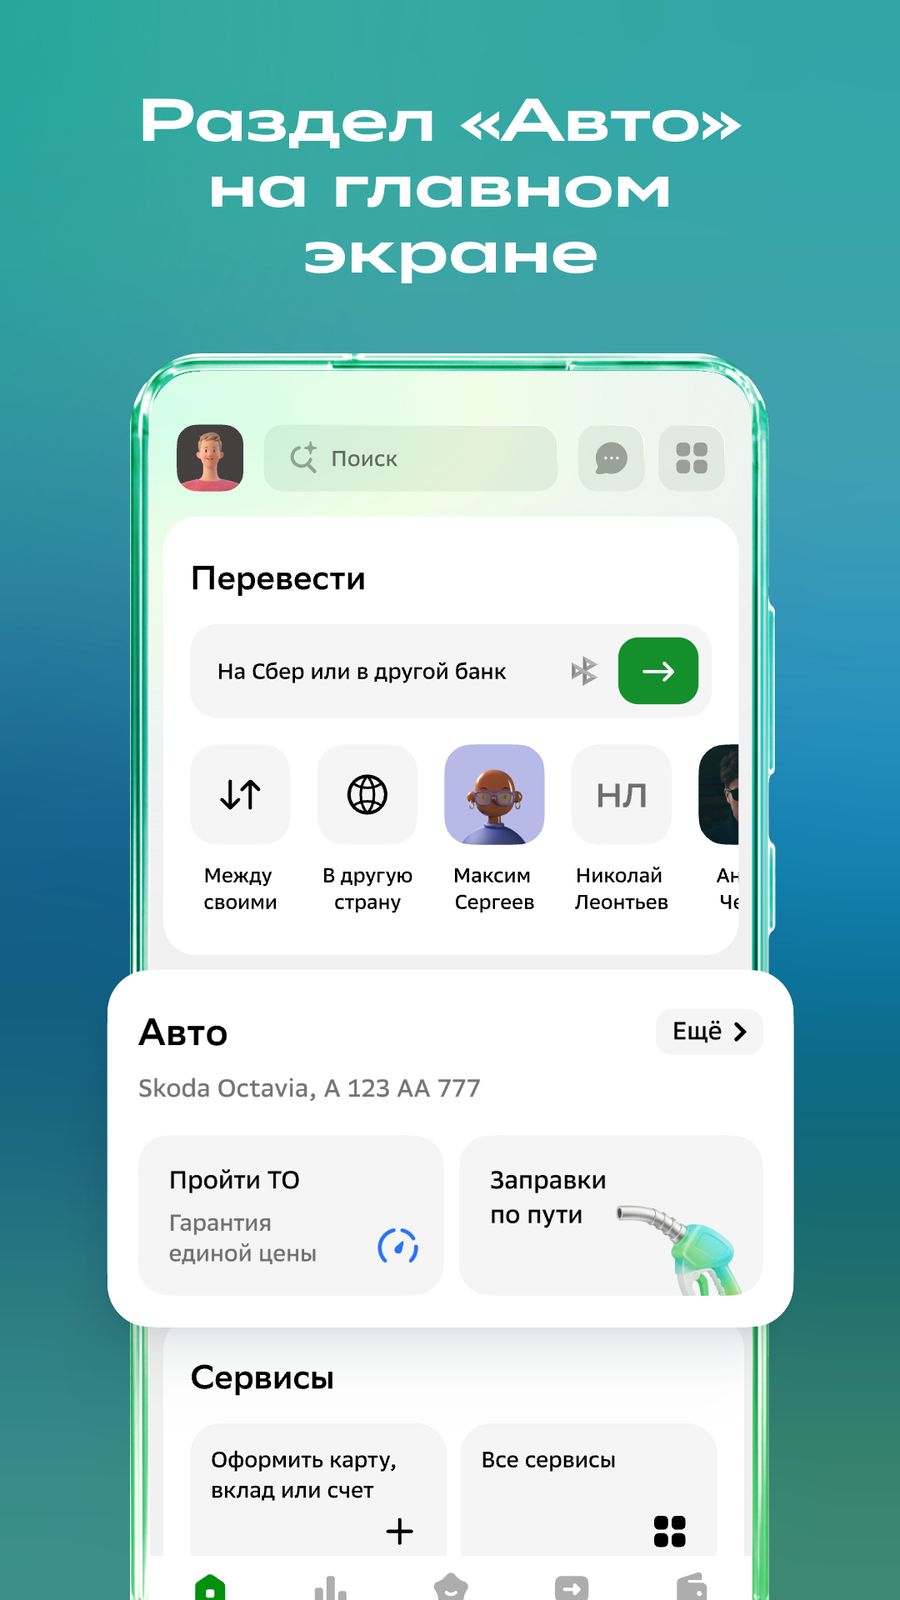 Раздел «Авто»
на главном
экране
Поиск
Перевести
На Сбер или в другой банк
НЛ
Между
своими
В другую
страну
Максим
Сергеев
Николай
Леонтьев
Авто
Ещё
Skoda Octavia, А 123 АА 777
Пройти ТО
Гарантия
единой цены
Заправки
по пути
Сервисы
Оформить карту,
вклад или счет
Все сервисы